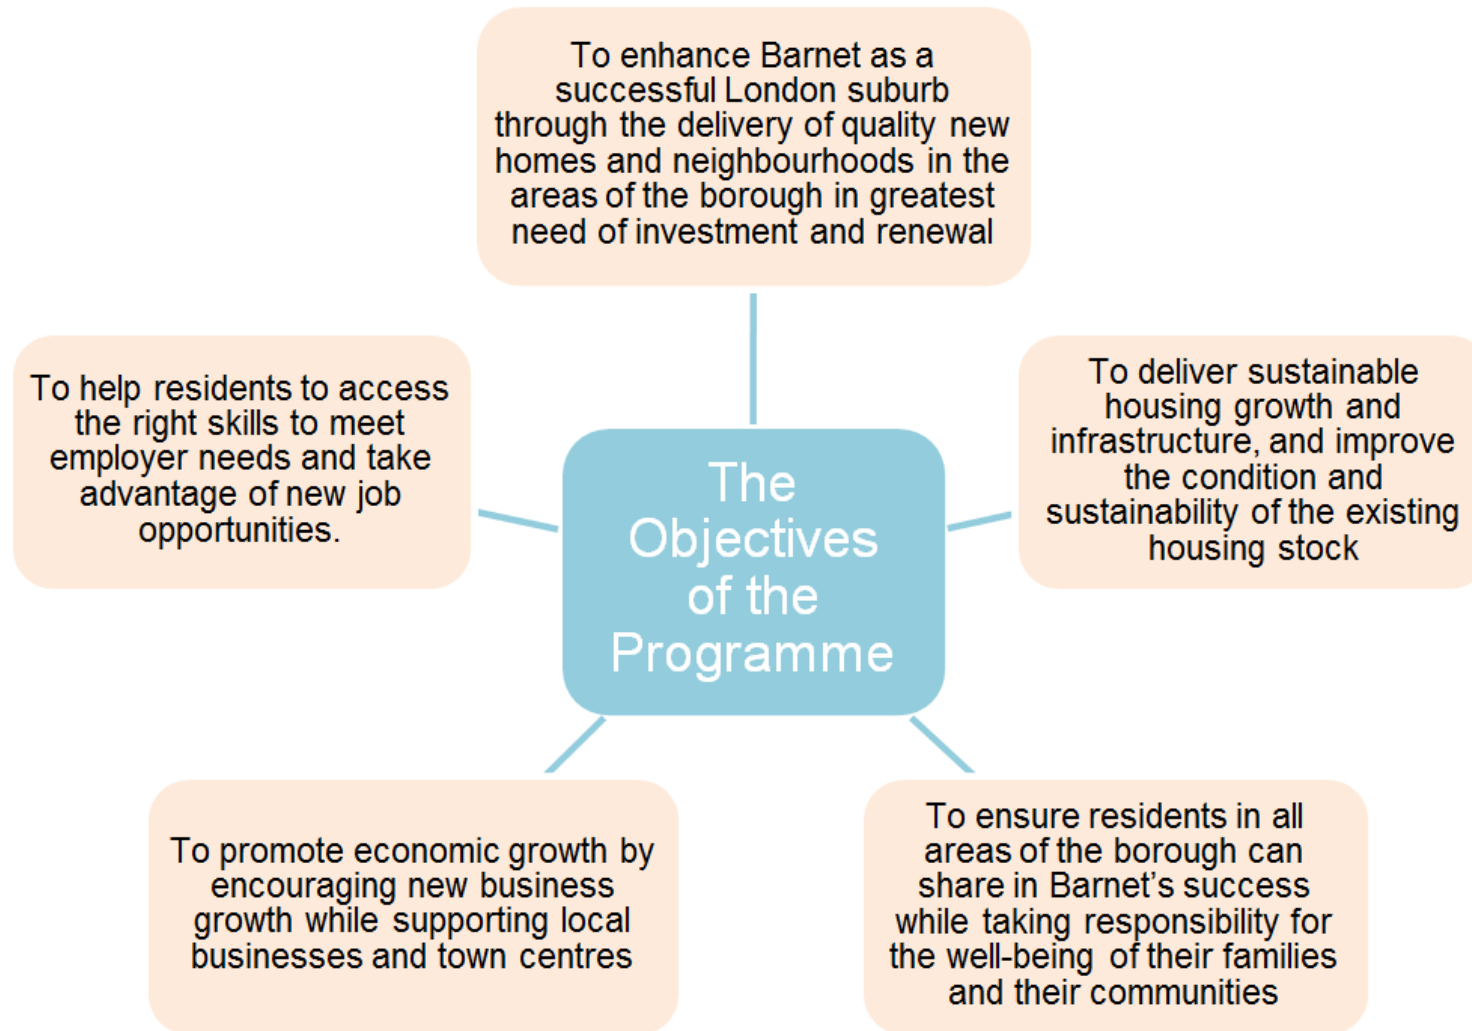 To enhance Barnet as a
successful London suburb
through the delivery of quality new
homes and neighbourhoods in the
areas of the borough in greatest
need of investment and renewal
To help residents to access
the right skills to meet
employer needs and take
advantage of new job
opportunities.
To deliver sustainable
housing growth and
infrastructure, and improve
the condition and
sustainability of the existing
housing stock
The
Objectives
of the
Programme
To promote economic growth by
encouraging new business
growth while supporting local
businesses and town centres
To ensure residents in all
areas of the borough can
share in Barnet’s success
while taking responsibility for
the well-being of their families
and their communities